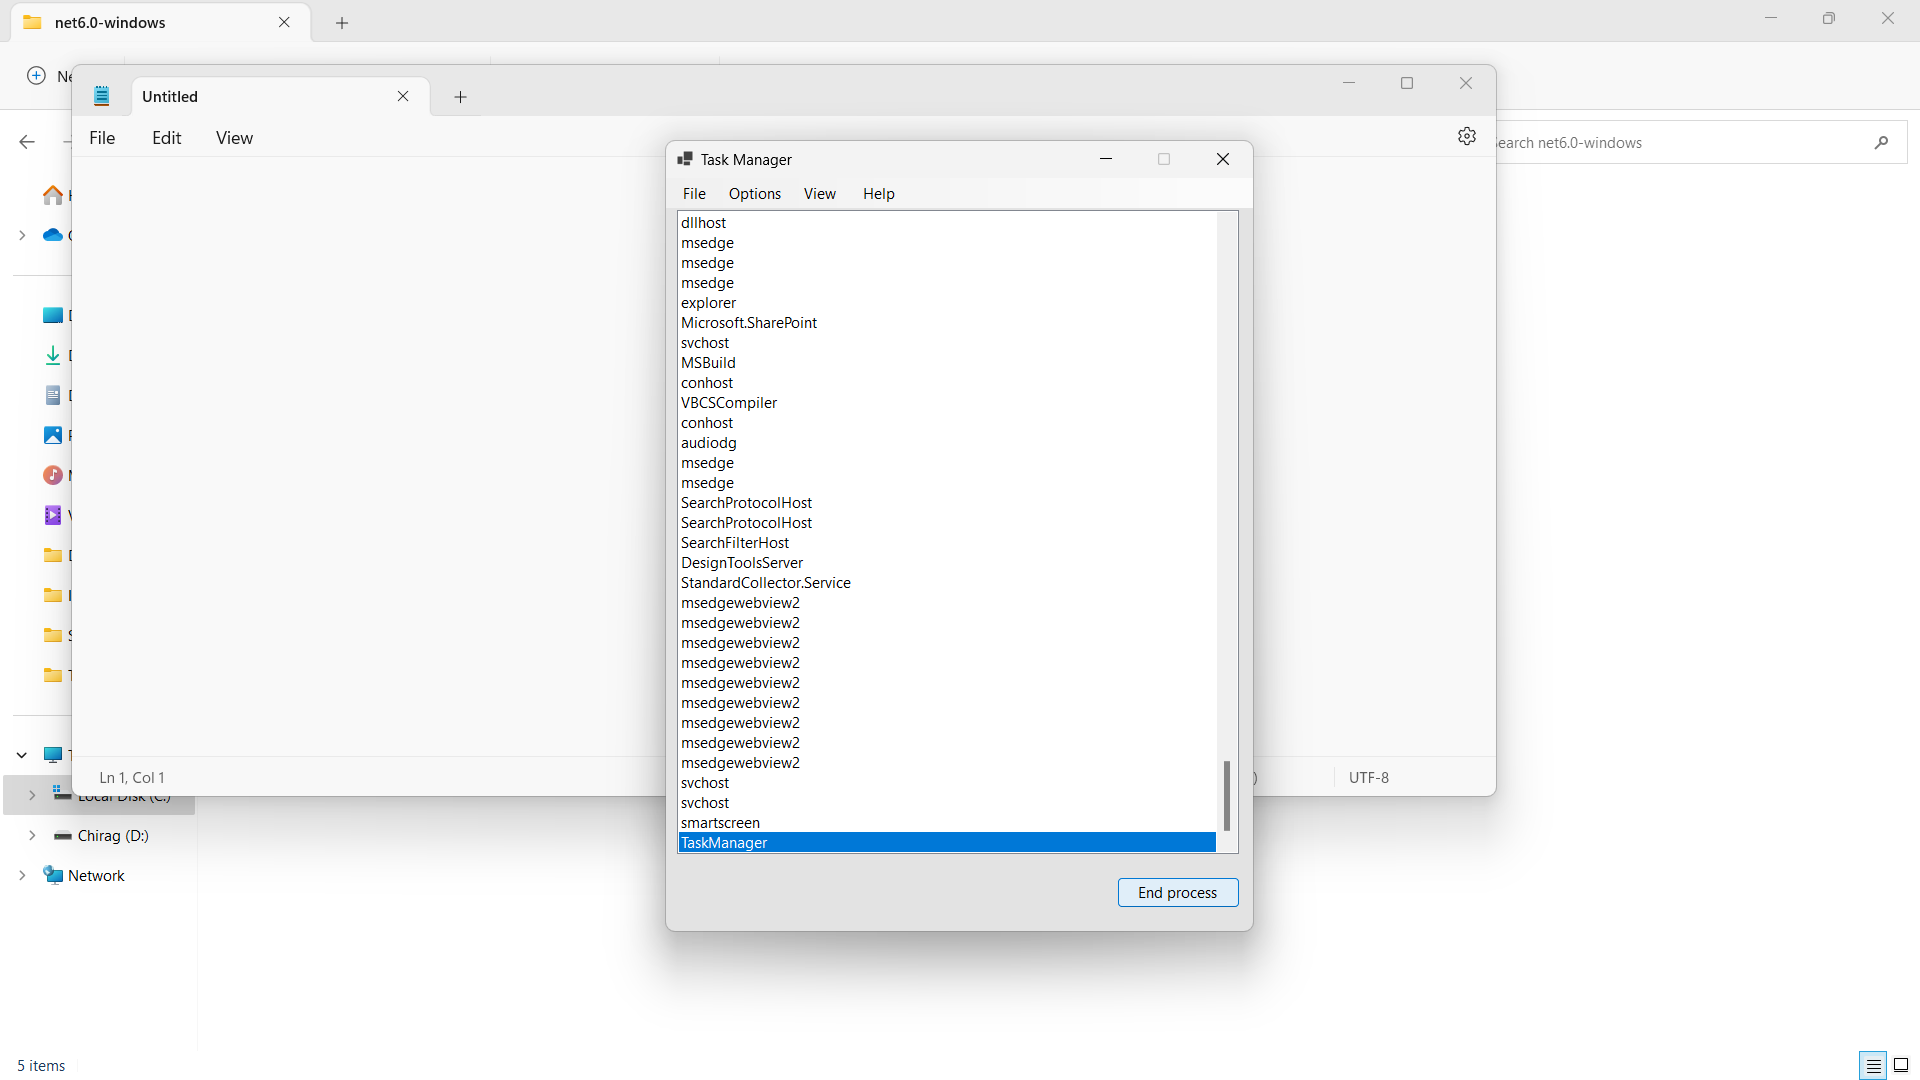 net6.0-windows
Ne
Untitled
File Edit View
earch net6.0-windows
Task Manager
File Options View Help
dllhost
msedge
msedge
msedge
explorer
Microsoft.SharePoint
svchost
MSBuild
conhost
VBCSCompiler
conhost
audiodg
msedge
msedge
SearchProtocolHost
SearchProtocolHost
SearchFilterHost
DesignToolsServer
StandardCollector.Service
msedgewebview2
msedgewebview2
msedgewebview2
msedgewebview2
msedgewebview2
msedgewebview2
msedgewebview2
msedgewebview2
msedgewebview2
svchost
svchost
smartscreen
TaskManager
End process
Ln 1, Col 1
UTF-8
Local Disk (C:)
Chirag (D:)
Network
5 items